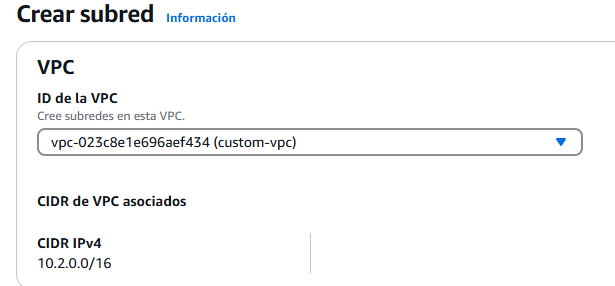 Crear subred Información
VPC
ID de la VPC
Cree subredes en esta VPC.
vpc-023c8e1e696aef434 (custom-vpc)
CIDR de VPC asociados
CIDR IPv4
10.2.0.0/16